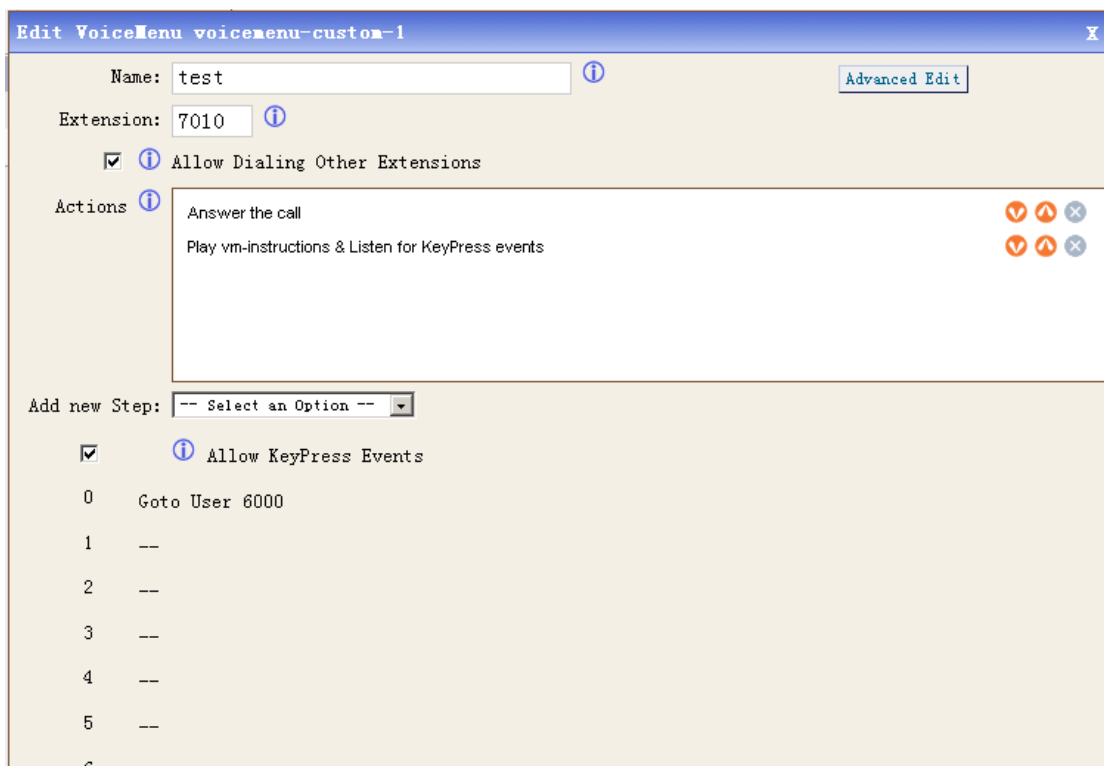 Edit VoiceMenu voicemenu-custom-1 X
Name: test Advanced Edit
Extension: 7010
Allow Dialing Other Extensions
Actions Answer the call
Play vm-instructions & Listen for KeyPress events
Add new Step: -- Select an Option --
Allow KeyPress Events
0 Goto User 6000
1 --
2 --
3 --
4 --
5 --